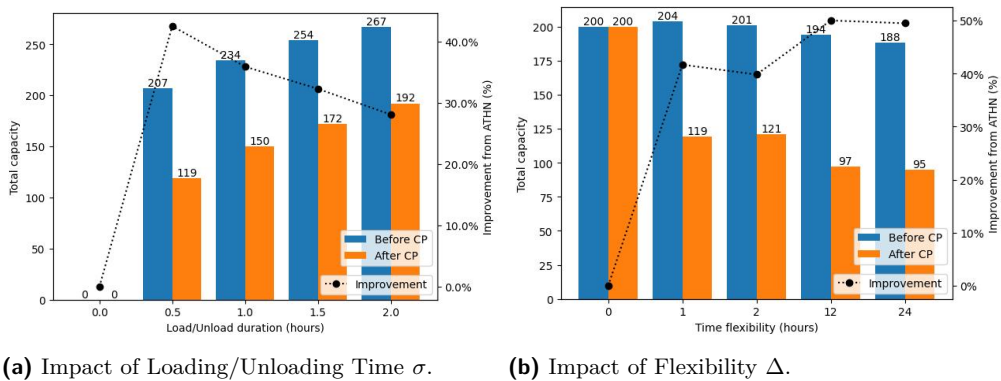 267
254
234
207
192
172
150
119
0 0
250
200
150
100
50
0
Total capacity
40.0%
30.0%
20.0%
10.0%
0.0%
Improvement from ATHN (%)
Before CP
After CP
Improvement
0.0 0.5 1.0 1.5 2.0
Load/Unload duration (hours)
(a) Impact of Loading/Unloading Time σ.
200 200 204 201 194 188
119 121 97 95
200
175
150
125
100
75
50
25
0
Total capacity
50%
40%
30%
20%
10%
0%
Improvement from ATHN (%)
Before CP
After CP
Improvement
0 1 2 12 24
Time flexibility (hours)
(b) Impact of Flexibility Δ.